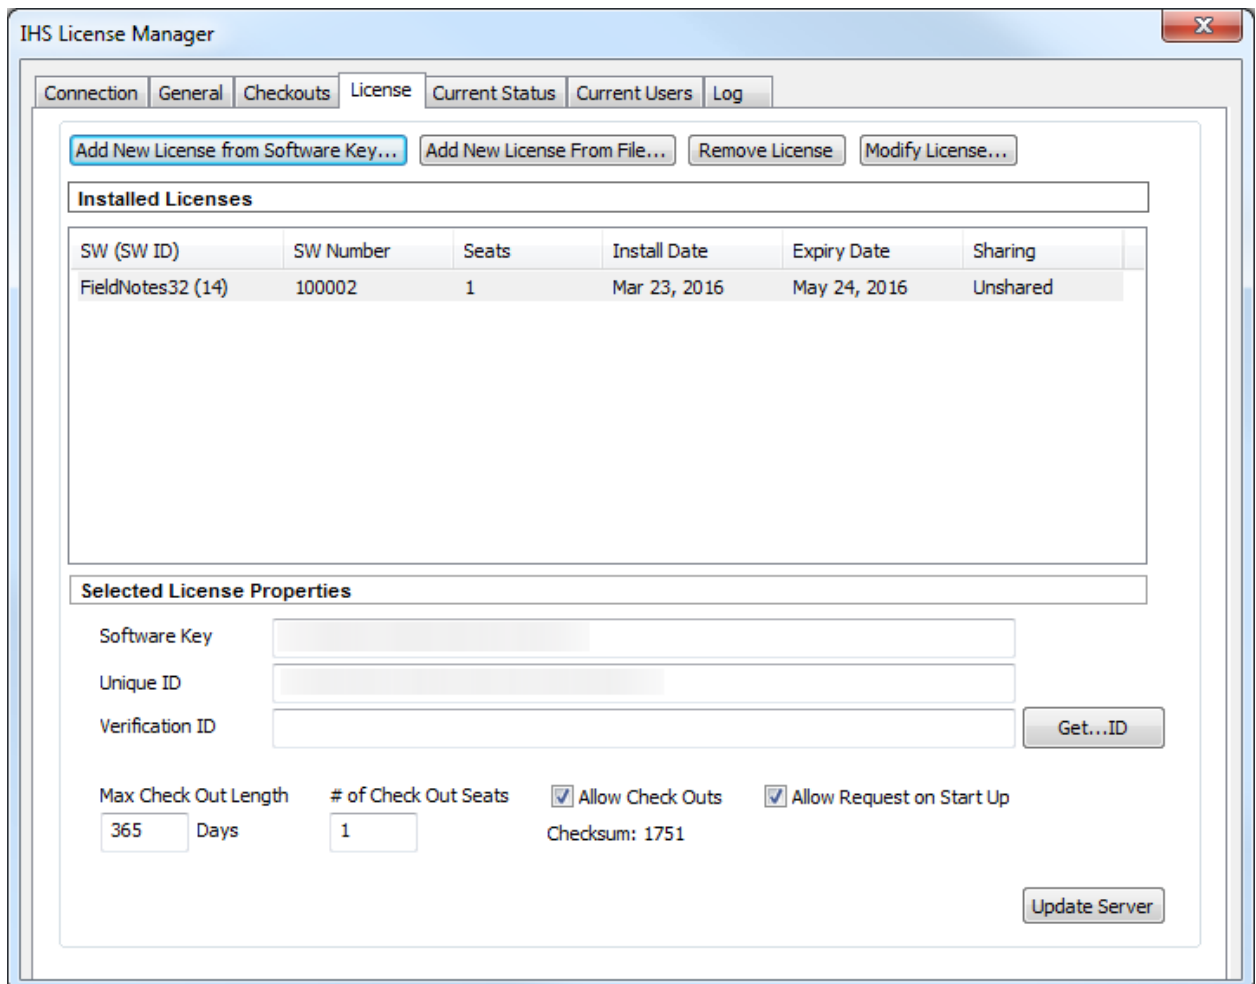 IHS License Manager
Connection General Checkouts License Current Status Current Users Log
Add New License from Software Key... Add New License From File... Remove License Modify License...
Installed Licenses
SW (SW ID) SW Number Seats Install Date Expiry Date Sharing
FieldNotes32 (14) 100002 1 Mar 23, 2016 May 24, 2016 Unshared
Selected License Properties
Software Key
Unique ID
Verification ID Get...ID
Max Check Out Length # of Check Out Seats Allow Check Outs Allow Request on Start Up
365 Days 1 Checksum: 1751
Update Server